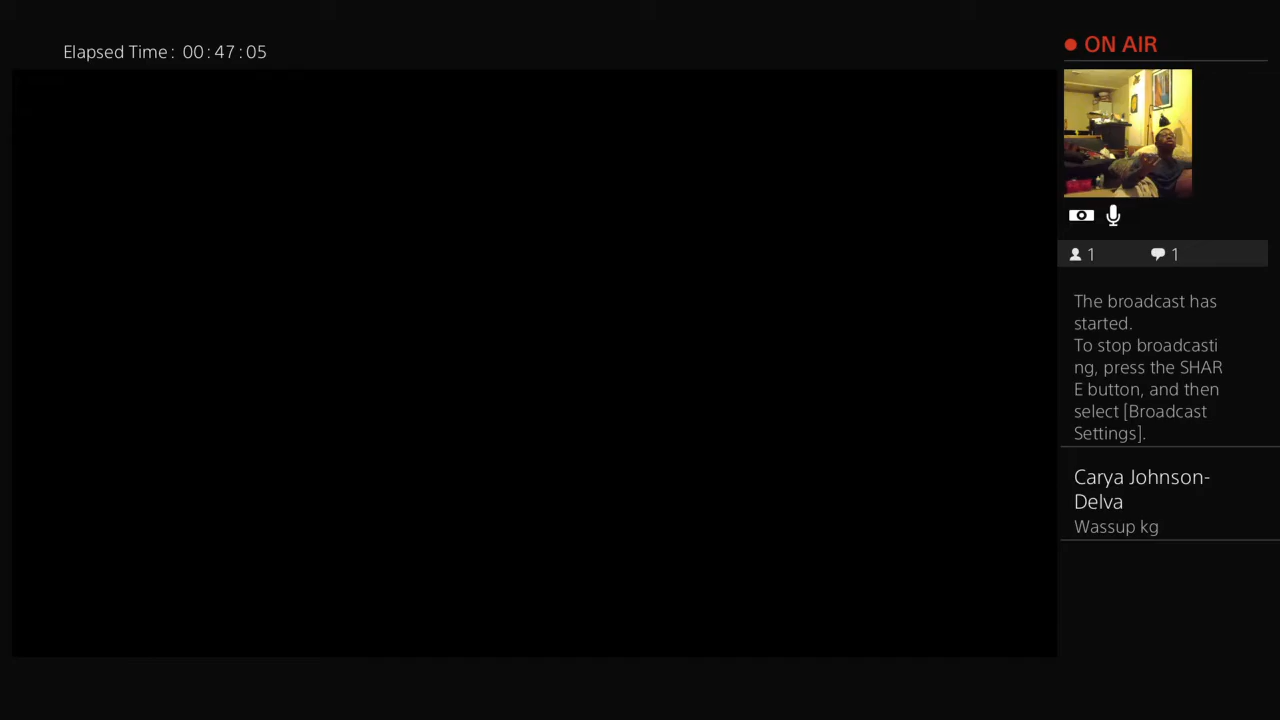 Elapsed Time: 00:47:05
ON AIR
1 1
The broadcast has
started.
To stop broadcasti
ng, press the SHAR
E button, and then
select [Broadcast
Settings].
Carya Johnson-
Delva
Wassup kg